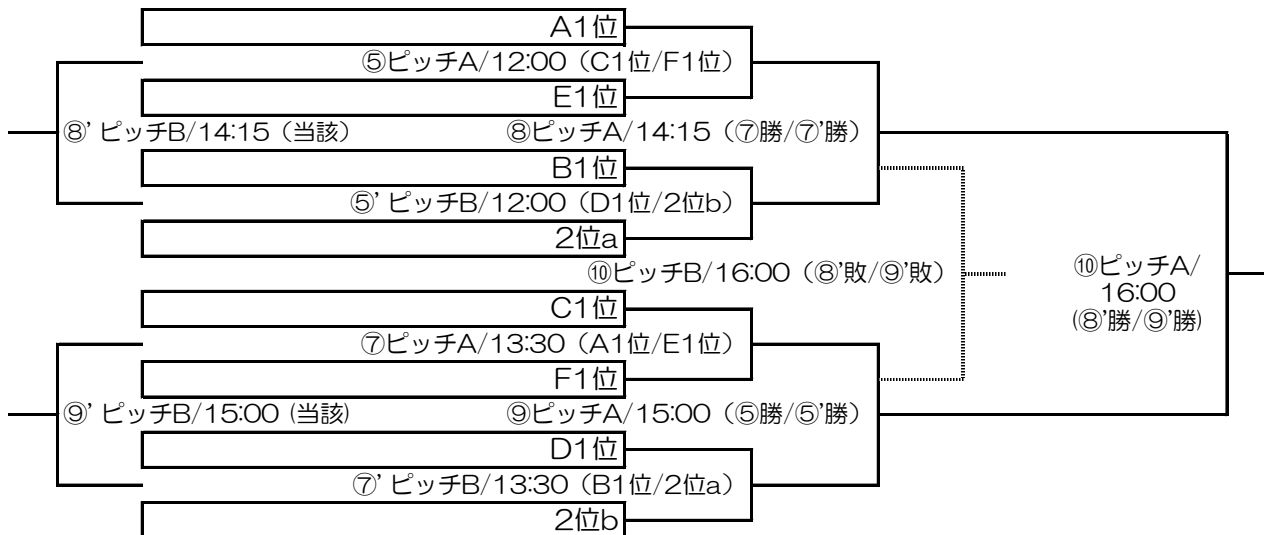 A1位
⑤ピッチA/12:00（C1位/F1位）
E1位
⑧’ピッチB/14:15（当該） ⑧ピッチA/14:15（⑦勝/⑦’勝）
B1位
⑤’ピッチB/12:00（D1位/2位b）
2位a
⑩ピッチB/16:00（⑧’敗/⑨’敗）
⑩ピッチA/
16:00
(⑧’勝/⑨’勝)
C1位
⑦ピッチA/13:30（A1位/E1位）
F1位
⑨’ピッチB/15:00 (当該) ⑨ピッチA/15:00（⑤勝/⑤’勝）
D1位
⑦’ピッチB/13:30（B1位/2位a）
2位b